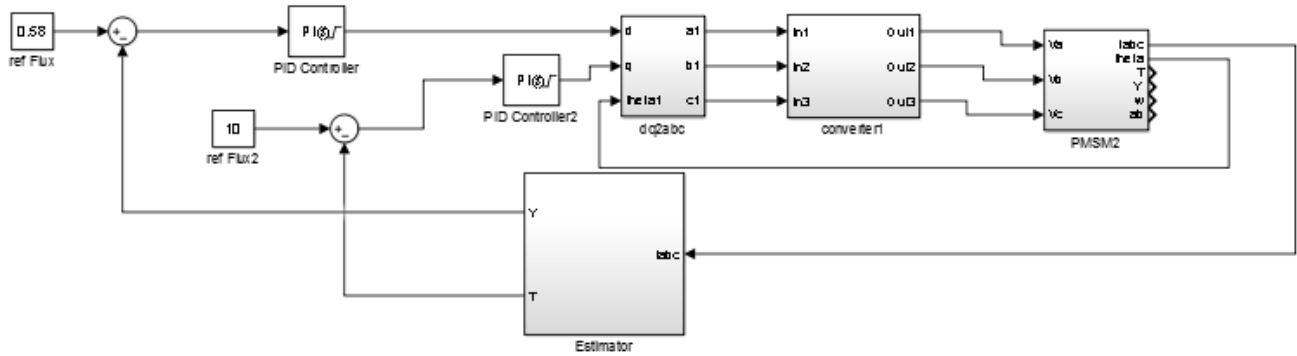 0.58
ref Flux
PI(s)
PID Controller
10
ref Flux2
PI(s)
PID Controller2
d
q
theta1
a1
b1
c1
dq2abc
In1
In2
In3
Out1
Out2
Out3
converter1
Va
Vb
Vc
Iabc
theta
T
Y
w
ab
PMSM2
Y
T
Iabc
Estimator